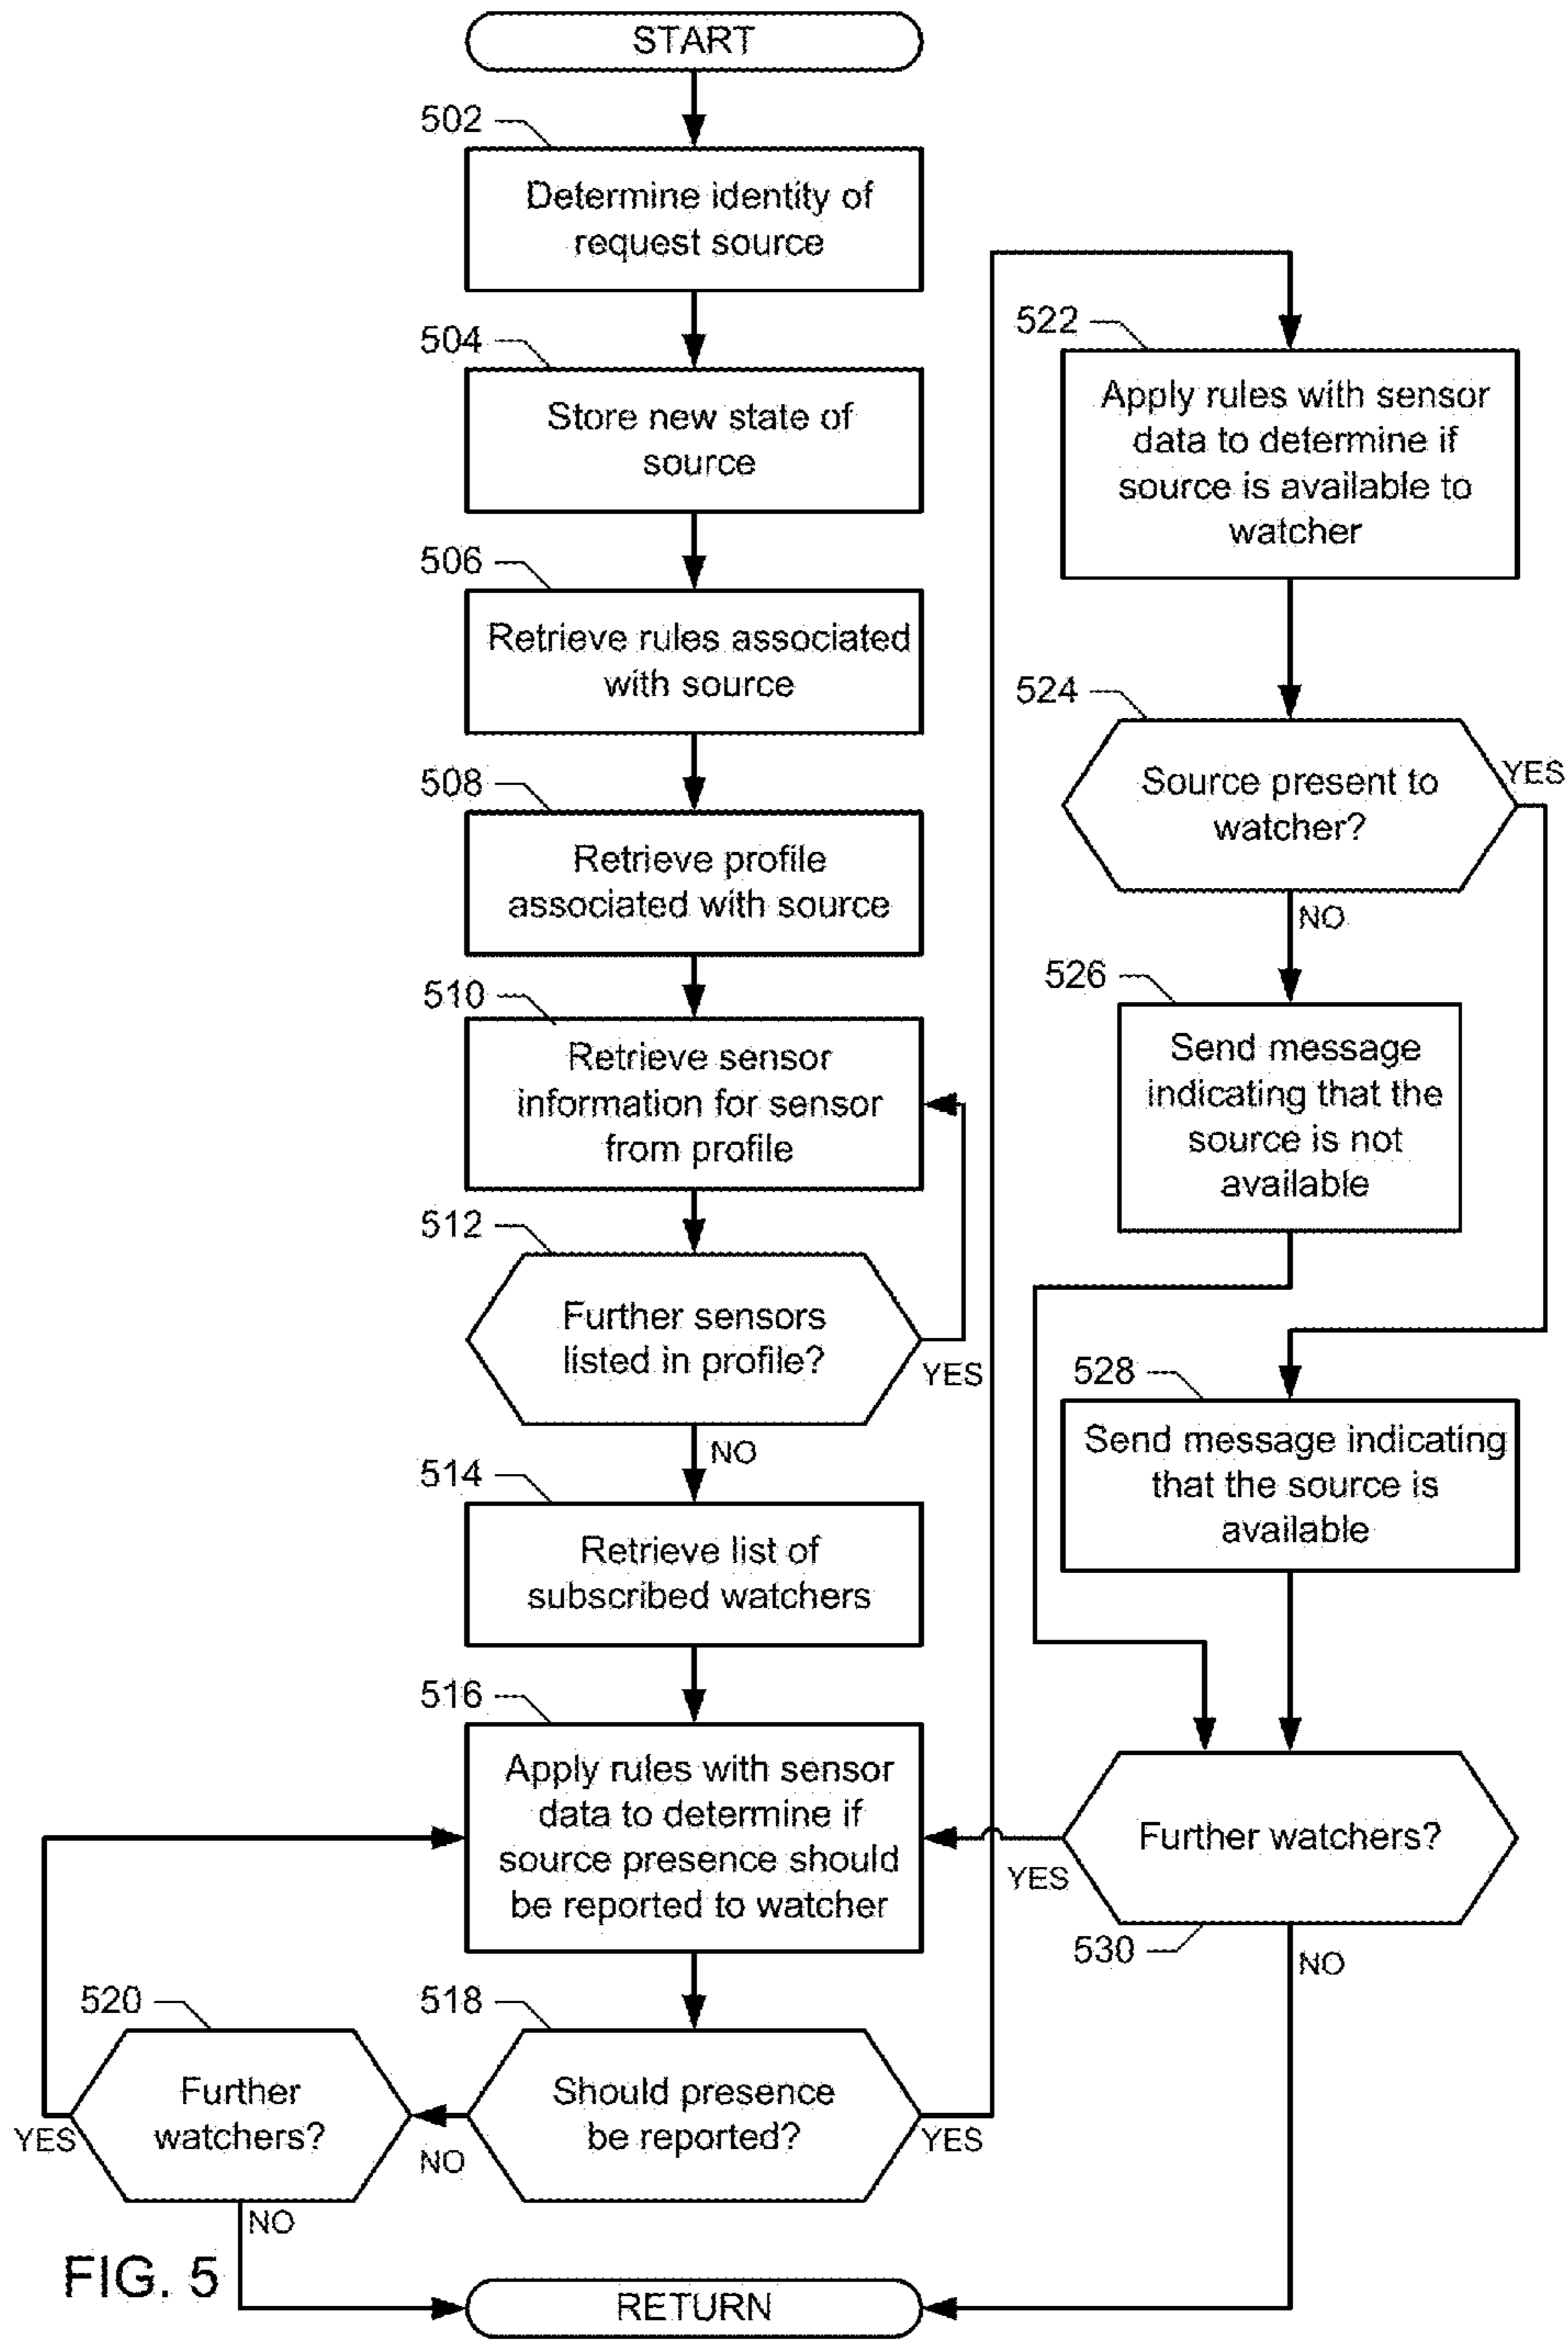 START
502
Determine identity of
request source
504
Store new state of
source
506
Retrieve rules associated
with source
508
Retrieve profile
associated with source
510
Retrieve sensor
information for sensor
from profile
512
Further sensors
listed in profile?
YES
NO
514
Retrieve list of
subscribed watchers
516
Apply rules with sensor
data to determine if
source presence should
be reported to watcher
518
Should presence
be reported?
YES
NO
520
Further
watchers?
YES
NO
522
Apply rules with sensor
data to determine if
source is available to
watcher
524
Source present to
watcher?
YES
NO
526
Send message
indicating that the
source is not
available
528
Send message indicating
that the source is
available
Further watchers?
YES
530
NO
FIG. 5
RETURN